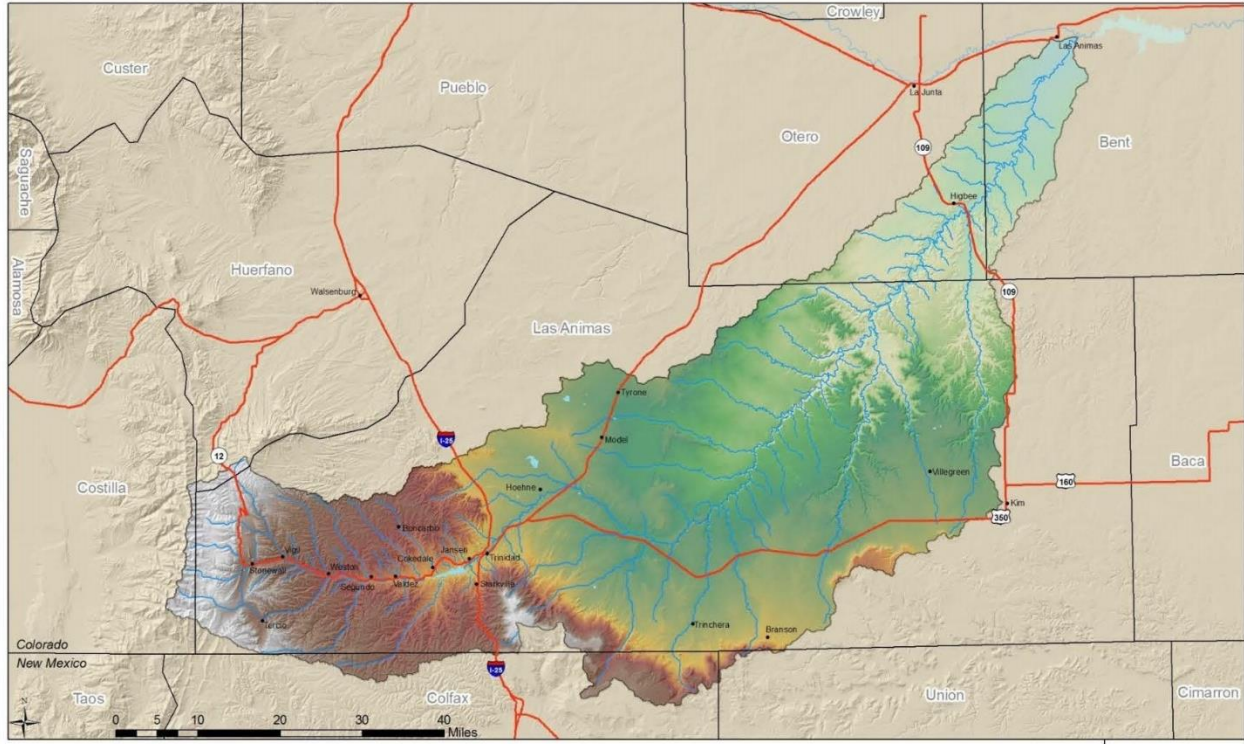 Crowley
Custer
Pueblo
Las Animas
La Junta
Otero
Bent
Saguache
109
Higbee
Alamosa
Huerfano
Walsenburg
109
Las Animas
Tyrone
I-25
Model
12
Villegreen
Baca
160
Costilla
Hoehne
Kim
350
Boncarbo
Vigil
Cokedale
Jansen
Trinidad
Stonewall
Weston
Segundo
Valdez
Starkville
Tercio
Trinchera
Branson
Colorado
New Mexico
I-25
Taos
Colfax
Union
Cimarron
N
0 5 10 20 30 40
Miles